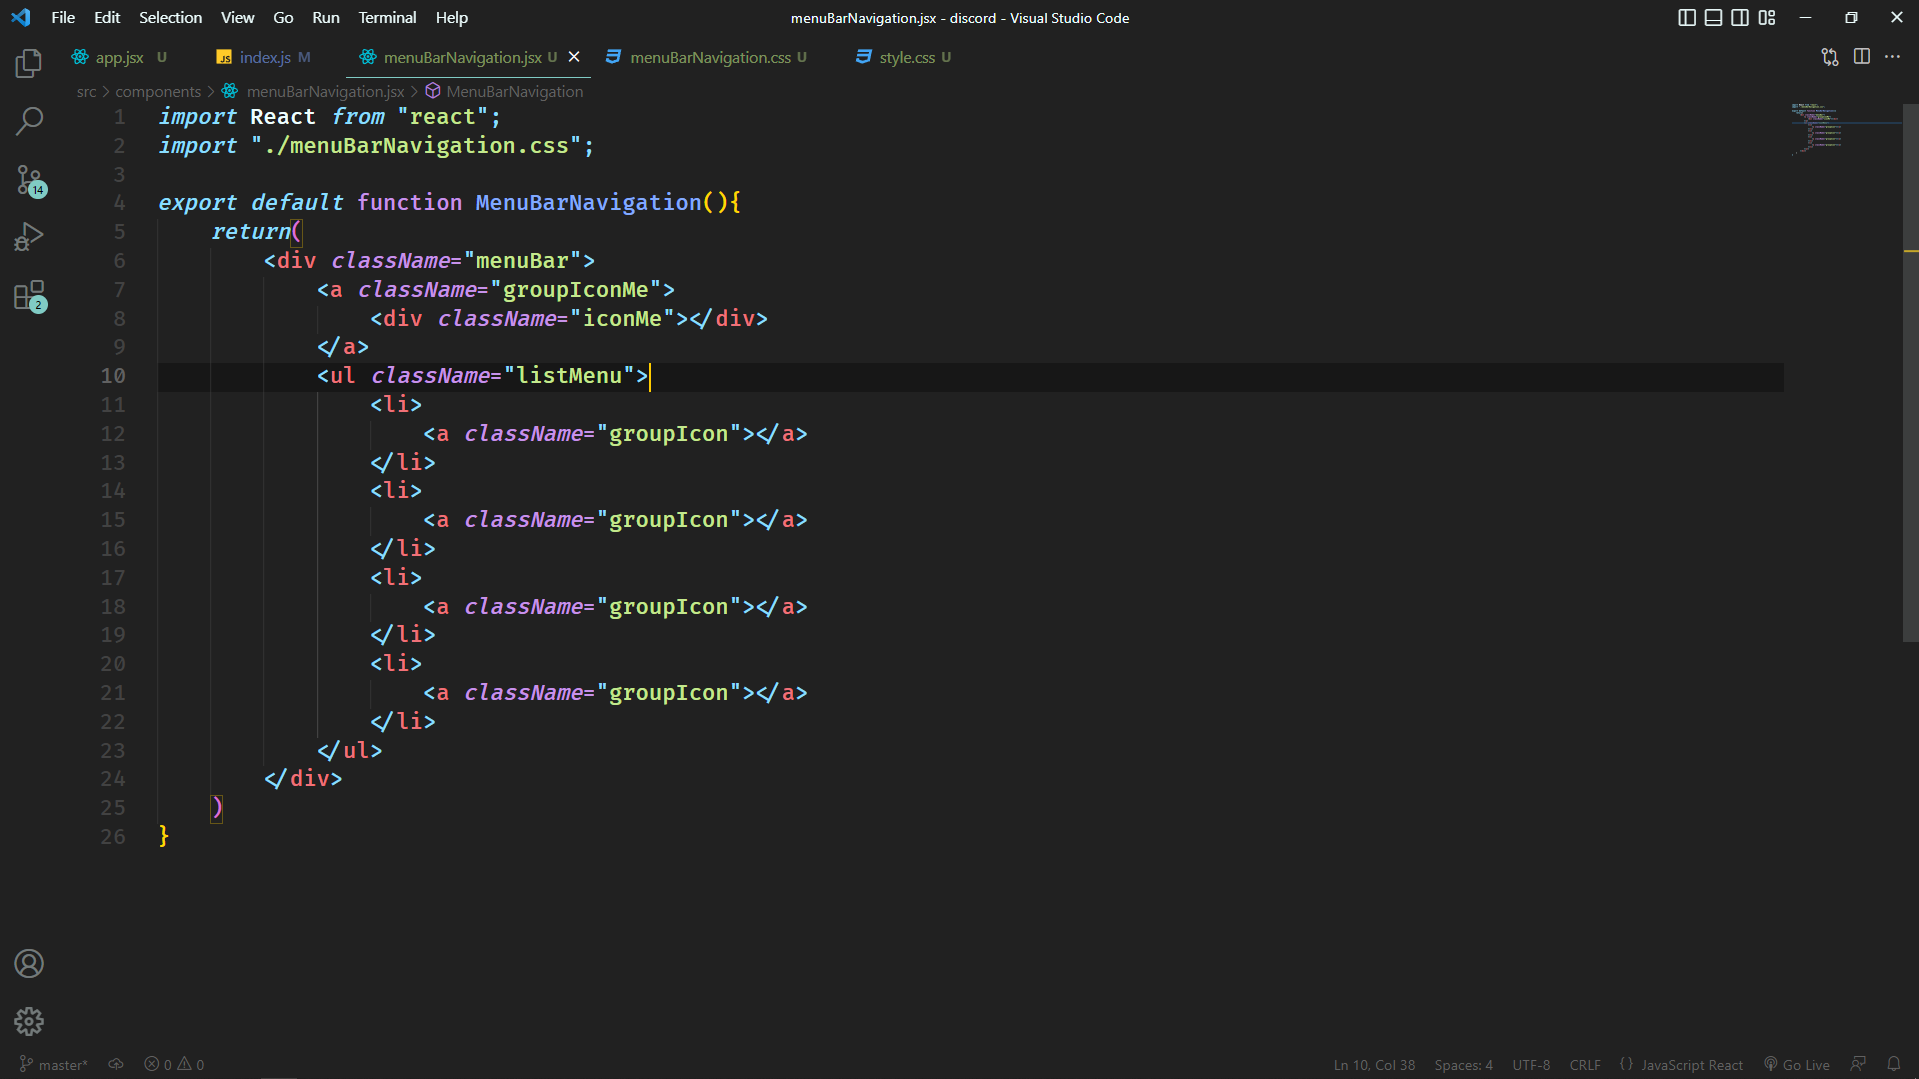 File Edit Selection View Go Run Terminal Help
menuBarNavigation.jsx - discord - Visual Studio Code
app.jsx U
JS index.js M
menuBarNavigation.jsx U
menuBarNavigation.css U
style.css U
src > components > menuBarNavigation.jsx > MenuBarNavigation
1 import React from "react";
2 import "./menuBarNavigation.css";
3
4 export default function MenuBarNavigation(){
5 return(
6 <div className="menuBar">
7 <a className="groupIconMe">
8 <div className="iconMe"></div>
9 </a>
10 <ul className="listMenu">
11 <li>
12 <a className="groupIcon"></a>
13 </li>
14 <li>
15 <a className="groupIcon"></a>
16 </li>
17 <li>
18 <a className="groupIcon"></a>
19 </li>
20 <li>
21 <a className="groupIcon"></a>
22 </li>
23 </ul>
24 </div>
25 )
26 }
14
2
master* 0 0
Ln 10, Col 38 Spaces: 4 UTF-8 CRLF {} JavaScript React Go Live